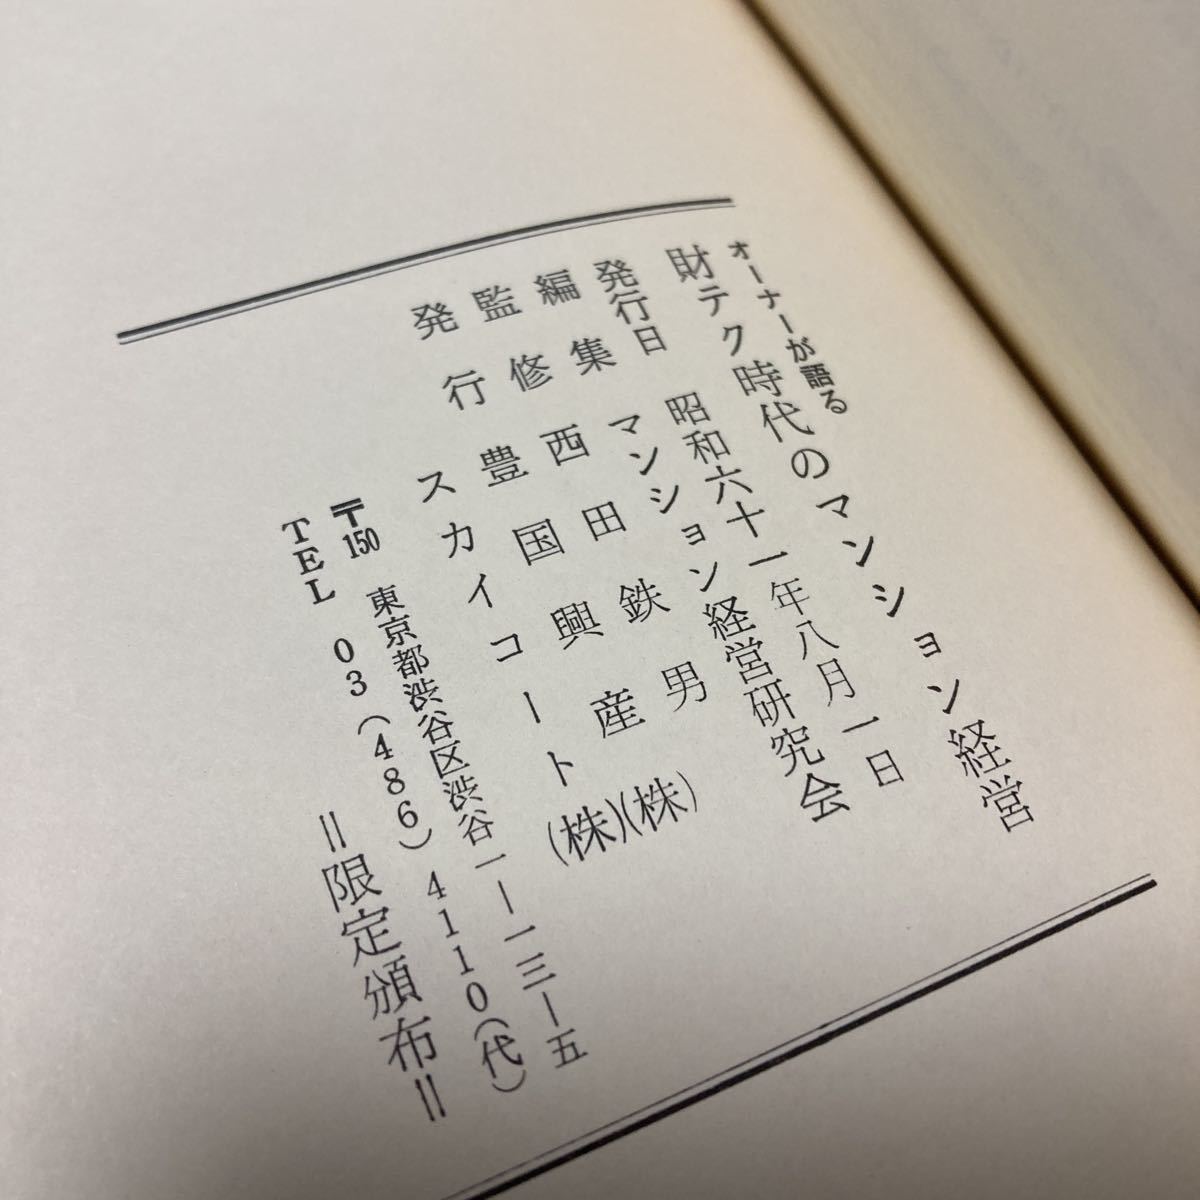 オーナーが語る
財テク時代のマンション経営
発行日 昭和六十一年八月一日
編集 マンション経営研究会
監修 西田鉄男
発行 豊国興産(株)
スカイコート(株)
〒150 東京都渋谷区渋谷一ー一三ー五
TEL 03(486)4110(代)
＝限定頒布＝